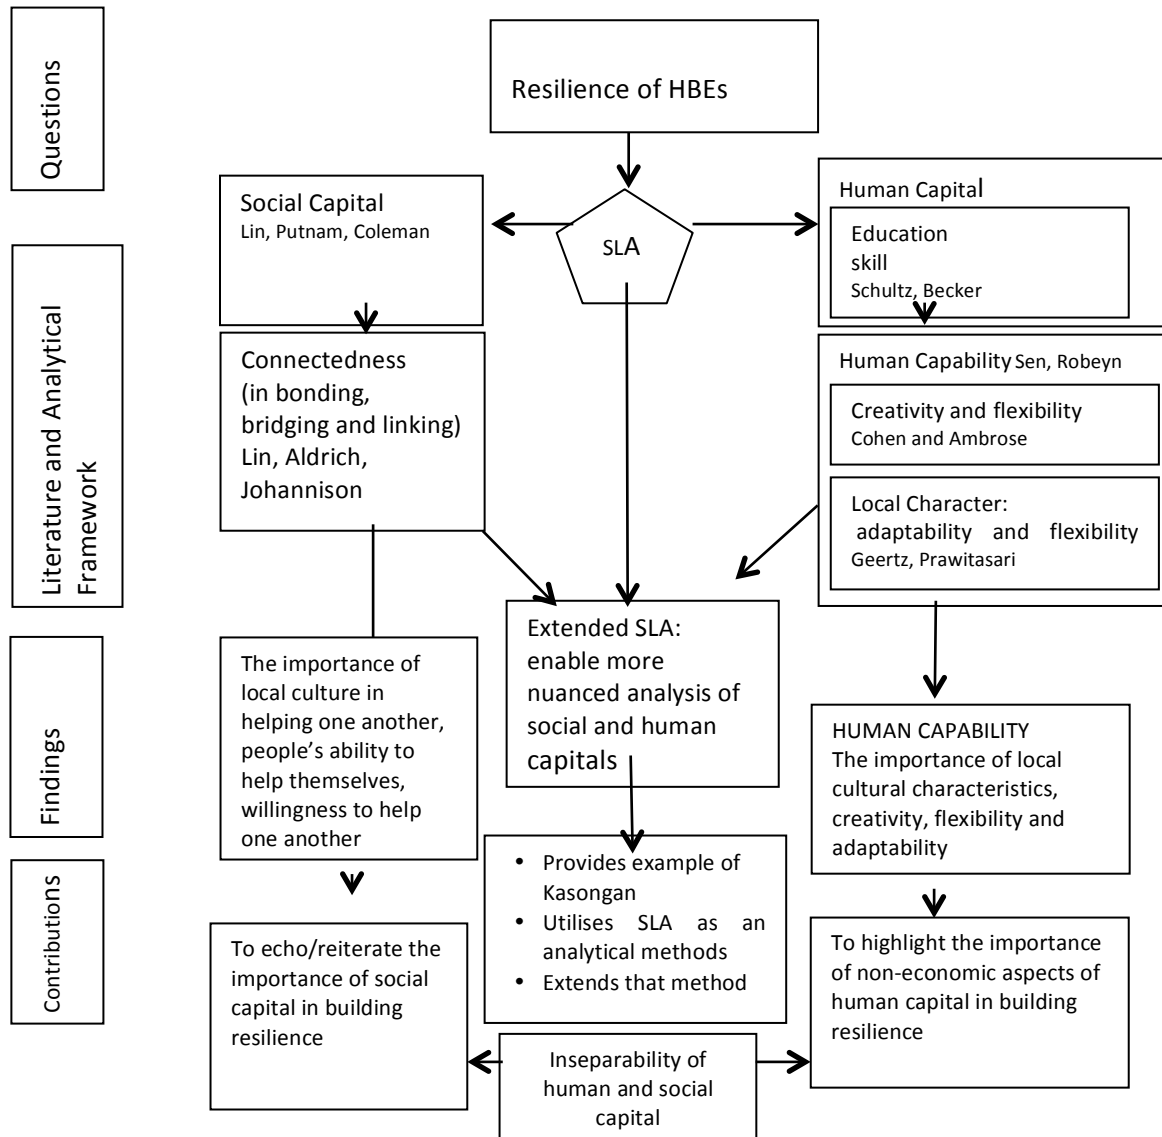 Questions
Resilience of HBEs
Social Capital
Lin, Putnam, Coleman
SLA
Human Capital
Education
skill
Schultz, Becker
Literature and Analytical
Framework
Connectedness
(in bonding,
bridging and linking)
Lin, Aldrich,
Johannison
Human Capability Sen, Robeyn
Creativity and flexibility
Cohen and Ambrose
Local Character:
adaptability and flexibility
Geertz, Prawitasari
Findings
The importance of
local culture in
helping one another,
people’s ability to
help themselves,
willingness to help
one another
Extended SLA:
enable more
nuanced analysis of
social and human
capitals
HUMAN CAPABILITY
The importance of local
cultural characteristics,
creativity, flexibility and
adaptability
Contributions
To echo/reiterate the
importance of social
capital in building
resilience
• Provides example of
Kasongan
• Utilises SLA as an
analytical methods
• Extends that method
To highlight the importance
of non-economic aspects of
human capital in building
resilience
Inseparability of
human and social
capital